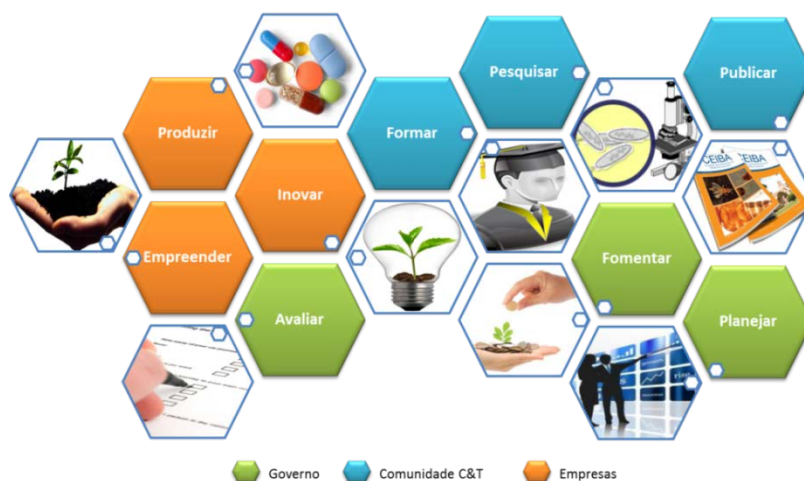 Pesquisar
Publicar
Produzir
Formar
Inovar
CEIBA
CEIBA
Empreender
Fomentar
Avaliar
Planejar
Governo
Comunidade C&T
Empresas